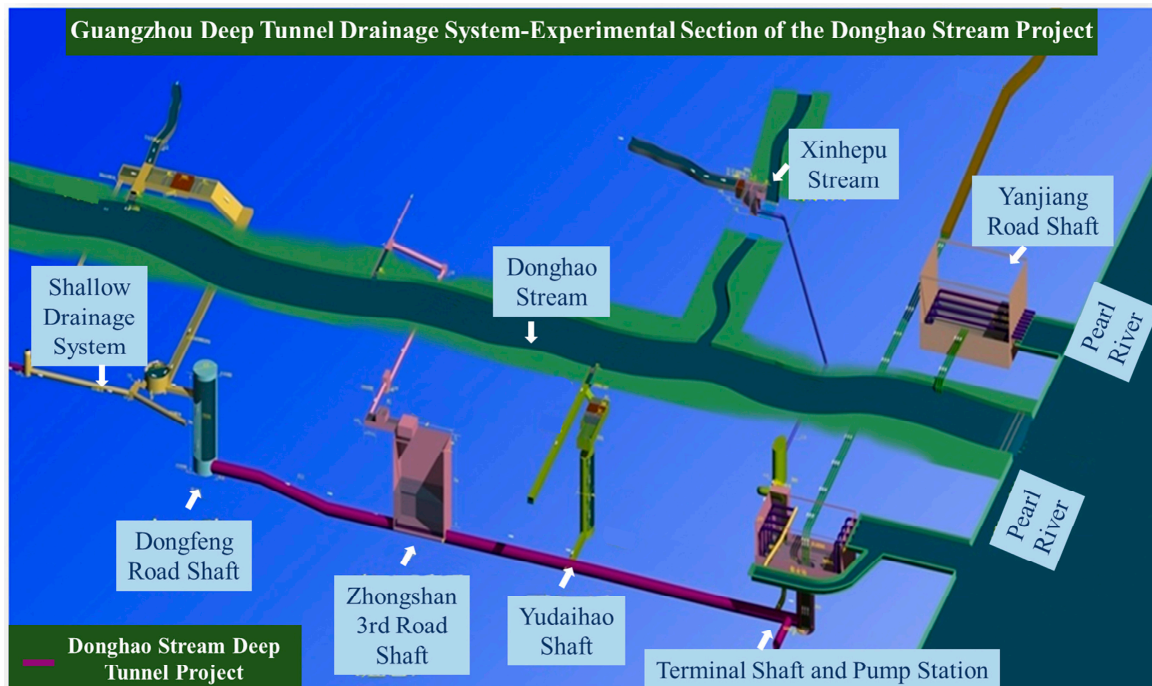 Guangzhou Deep Tunnel Drainage System-Experimental Section of the Donghao Stream Project
Xinhepu
Stream
Yanjiang
Road Shaft
Donghao
Stream
Shallow
Drainage
System
Pearl
River
Pearl
River
Dongfeng
Road Shaft
Zhongshan
3rd Road
Shaft
Yudaihao
Shaft
Terminal Shaft and Pump Station
Donghao Stream Deep
Tunnel Project